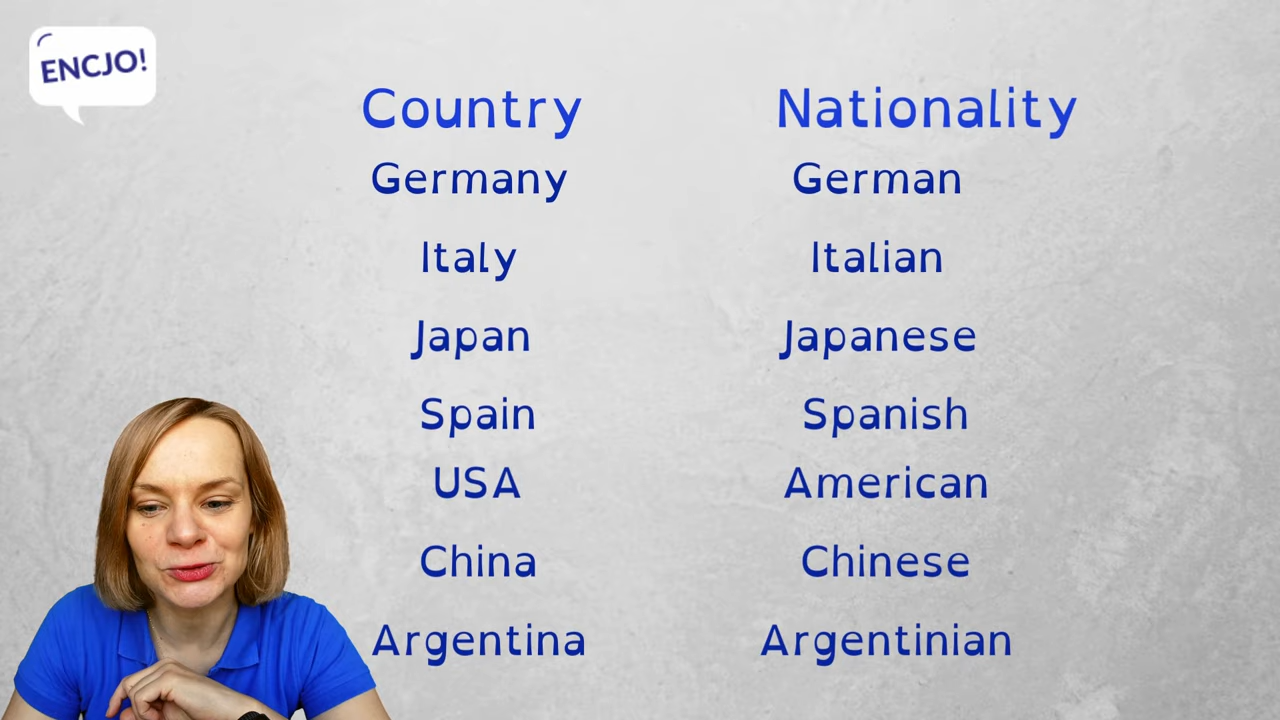 ENCJO!
Country Nationality
Germany German
Italy Italian
Japan Japanese
Spain Spanish
USA American
China Chinese
Argentina Argentinian